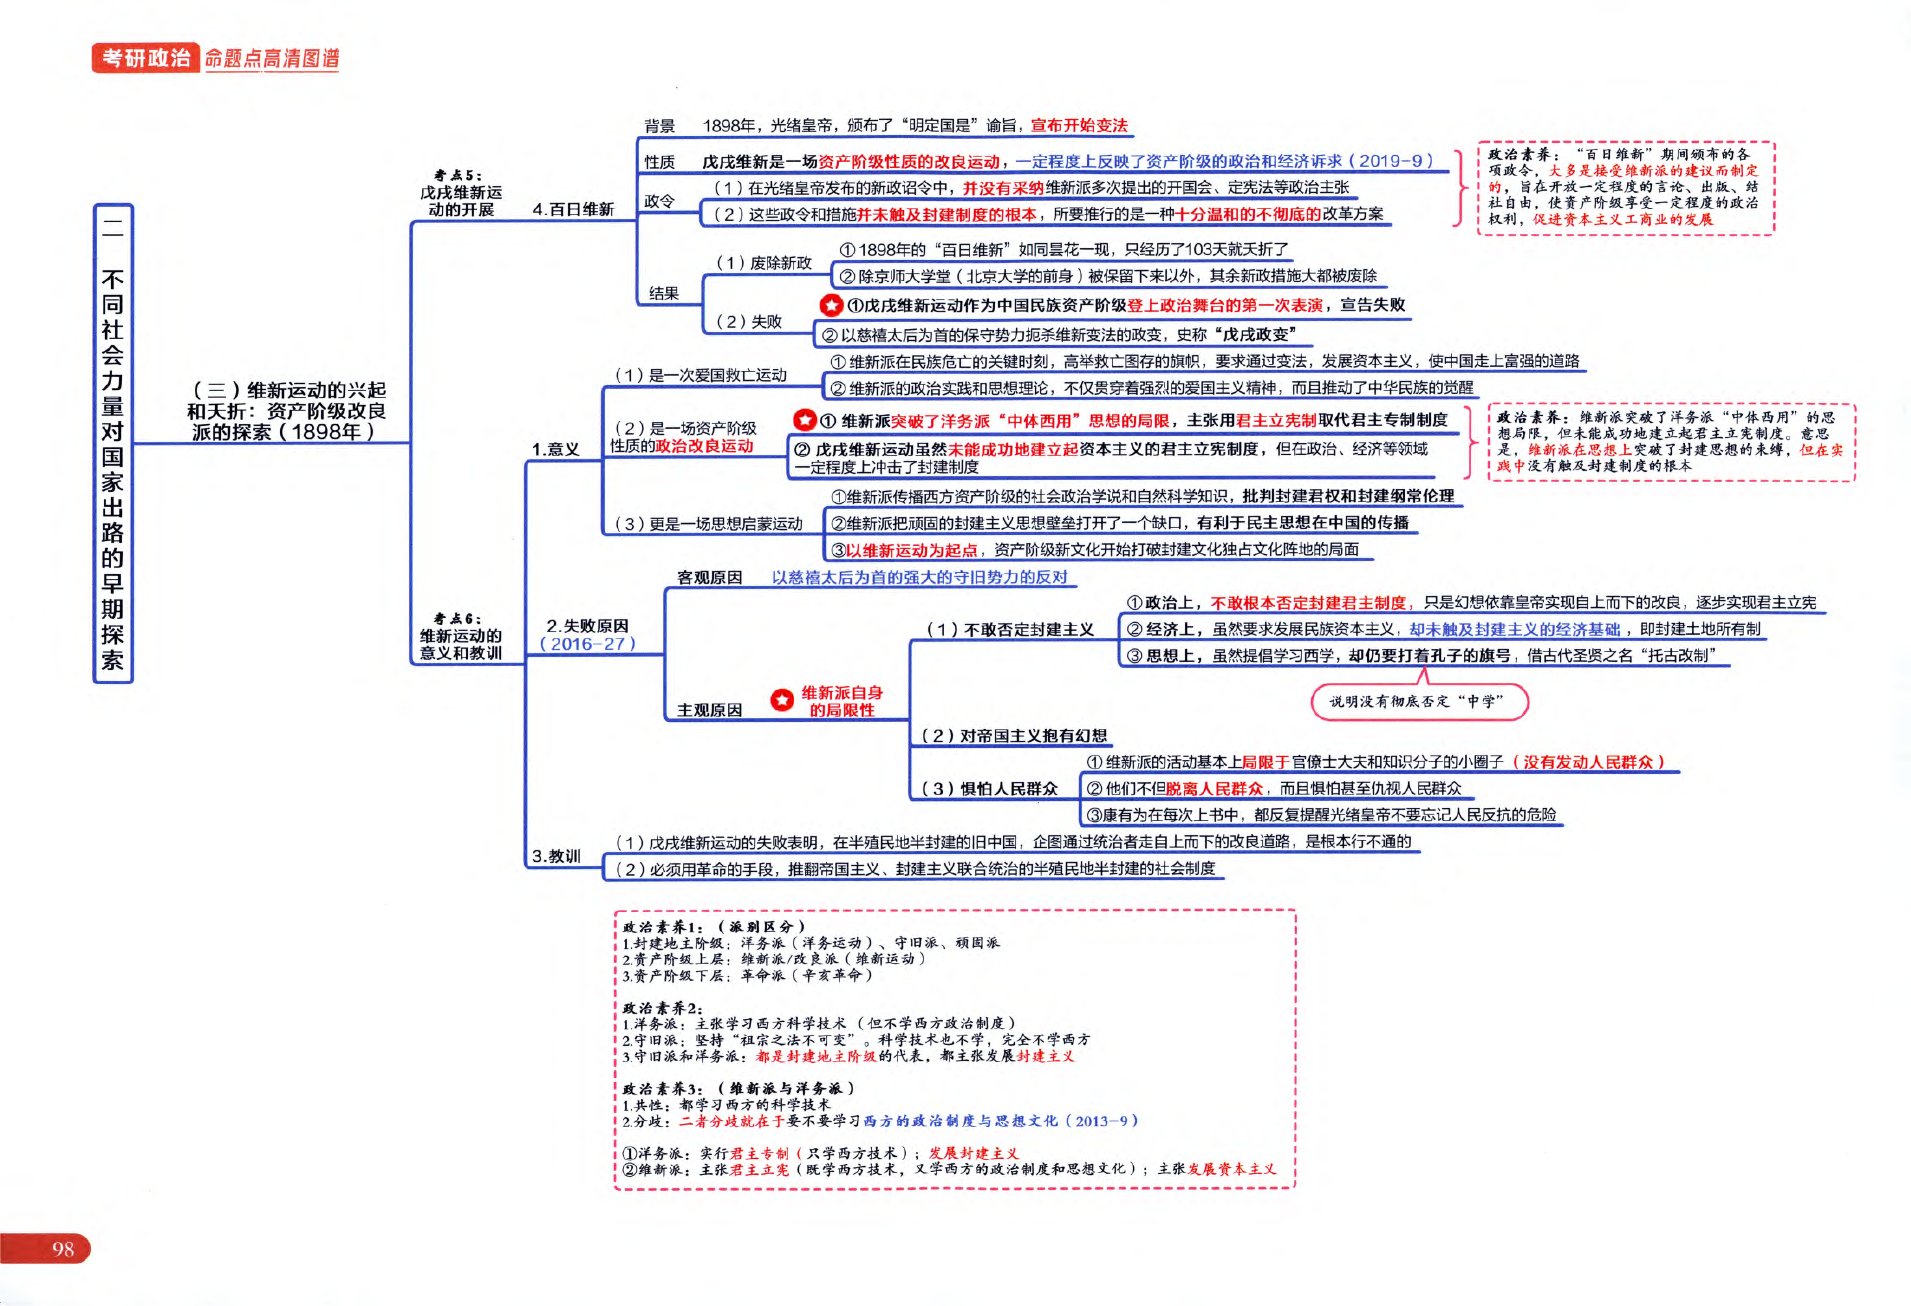 考研政治 命题点高清图谱
二 不同社会力量对国家出路的早期探索
(三)维新运动的兴起
和夭折：资产阶级改良
派的探索(1898年)
考点5：
戊戌维新运
动的开展
4.百日维新
背景 1898年，光绪皇帝，颁布了“明定国是”谕旨，宣布开始变法
性质 戊戌维新是一场资产阶级性质的改良运动，一定程度上反映了资产阶级的政治和经济诉求(2019-9)
政令
(1)在光绪皇帝发布的新政诏令中，并没有采纳维新派多次提出的开国会、定宪法等政治主张
(2)这些政令和措施并未触及封建制度的根本，所要推行的是一种十分温和的不彻底的改革方案
政治素养：“百日维新”期间颁布的各
项政令，大多是接受维新派的建议而制定
的，旨在开放一定程度的言论、出版、结
社自由，使资产阶级享受一定程度的政治
权利，促进资本主义工商业的发展
结果
(1)废除新政
①1898年的“百日维新”如同昙花一现，只经历了103天就夭折了
②除京师大学堂(北京大学的前身)被保留下来以外，其余新政措施大都被废除
(2)失败
①戊戌维新运动作为中国民族资产阶级登上政治舞台的第一次表演，宣告失败
②以慈禧太后为首的保守势力扼杀维新变法的政变，史称“戊戌政变”
考点6：
维新运动的
意义和教训
1.意义
(1)是一次爱国救亡运动
①维新派在民族危亡的关键时刻，高举救亡图存的旗帜，要求通过变法，发展资本主义，使中国走上富强的道路
②维新派的政治实践和思想理论，不仅贯穿着强烈的爱国主义精神，而且推动了中华民族的觉醒
(2)是一场资产阶级
性质的政治改良运动
①维新派突破了洋务派“中体西用”思想的局限，主张用君主立宪制取代君主专制制度
②戊戌维新运动虽然未能成功地建立起资本主义的君主立宪制度，但在政治、经济等领域
一定程度上冲击了封建制度
政治素养：维新派突破了洋务派“中体西用”的思
想局限，但未能成功地建立起君主立宪制度。意思
是，维新派在思想上突破了封建思想的束缚，但在实
践中没有触及封建制度的根本
(3)更是一场思想启蒙运动
①维新派传播西方资产阶级的社会政治学说和自然科学知识，批判封建君权和封建纲常伦理
②维新派把顽固的封建主义思想壁垒打开了一个缺口，有利于民主思想在中国的传播
③以维新运动为起点，资产阶级新文化开始打破封建文化独占文化阵地的局面
2.失败原因
(2016-27)
客观原因 以慈禧太后为首的强大的守旧势力的反对
主观原因
维新派自身
的局限性
(1)不敢否定封建主义
①政治上，不敢根本否定封建君主制度，只是幻想依靠皇帝实现自上而下的改良，逐步实现君主立宪
②经济上，虽然要求发展民族资本主义，却未触及封建主义的经济基础，即封建土地所有制
③思想上，虽然提倡学习西学，却仍要打着孔子的旗号，借古代圣贤之名“托古改制”
说明没有彻底否定“中学”
(2)对帝国主义抱有幻想
(3)惧怕人民群众
①维新派的活动基本上局限于官僚士大夫和知识分子的小圈子(没有发动人民群众)
②他们不但脱离人民群众，而且惧怕甚至仇视人民群众
③康有为在每次上书中，都反复提醒光绪皇帝不要忘记人民反抗的危险
3.教训
(1)戊戌维新运动的失败表明，在半殖民地半封建的旧中国，企图通过统治者走自上而下的改良道路，是根本行不通的
(2)必须用革命的手段，推翻帝国主义、封建主义联合统治的半殖民地半封建的社会制度
政治素养1：(派别区分)
1.封建地主阶级：洋务派(洋务运动)、守旧派、顽固派
2.资产阶级上层：维新派/改良派(维新运动)
3.资产阶级下层：革命派(辛亥革命)
政治素养2：
1.洋务派：主张学习西方科学技术(但不学西方政治制度)
2.守旧派：坚持“祖宗之法不可变”。科学技术也不学，完全不学西方
3.守旧派和洋务派：都是封建地主阶级的代表，都主张发展封建主义
政治素养3：(维新派与洋务派)
1.共性：都学习西方的科学技术
2.分歧：二者分歧就在于要不要学习西方的政治制度与思想文化(2013-9)
①洋务派：实行君主专制(只学西方技术)；发展封建主义
②维新派：主张君主立宪(既学西方技术，又学西方的政治制度和思想文化)；主张发展资本主义
98